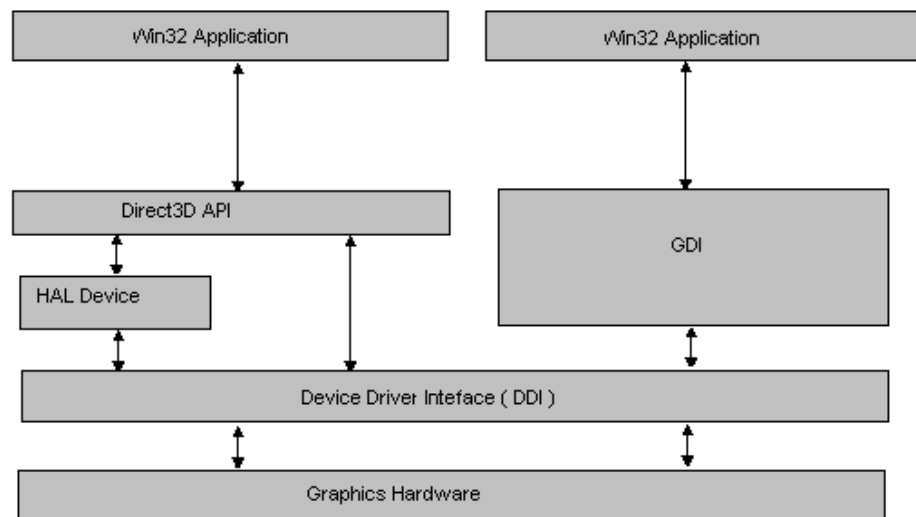 Win32 Application
Win32 Application
Direct3D API
GDI
HAL Device
Device Driver Inteface ( DDI )
Graphics Hardware